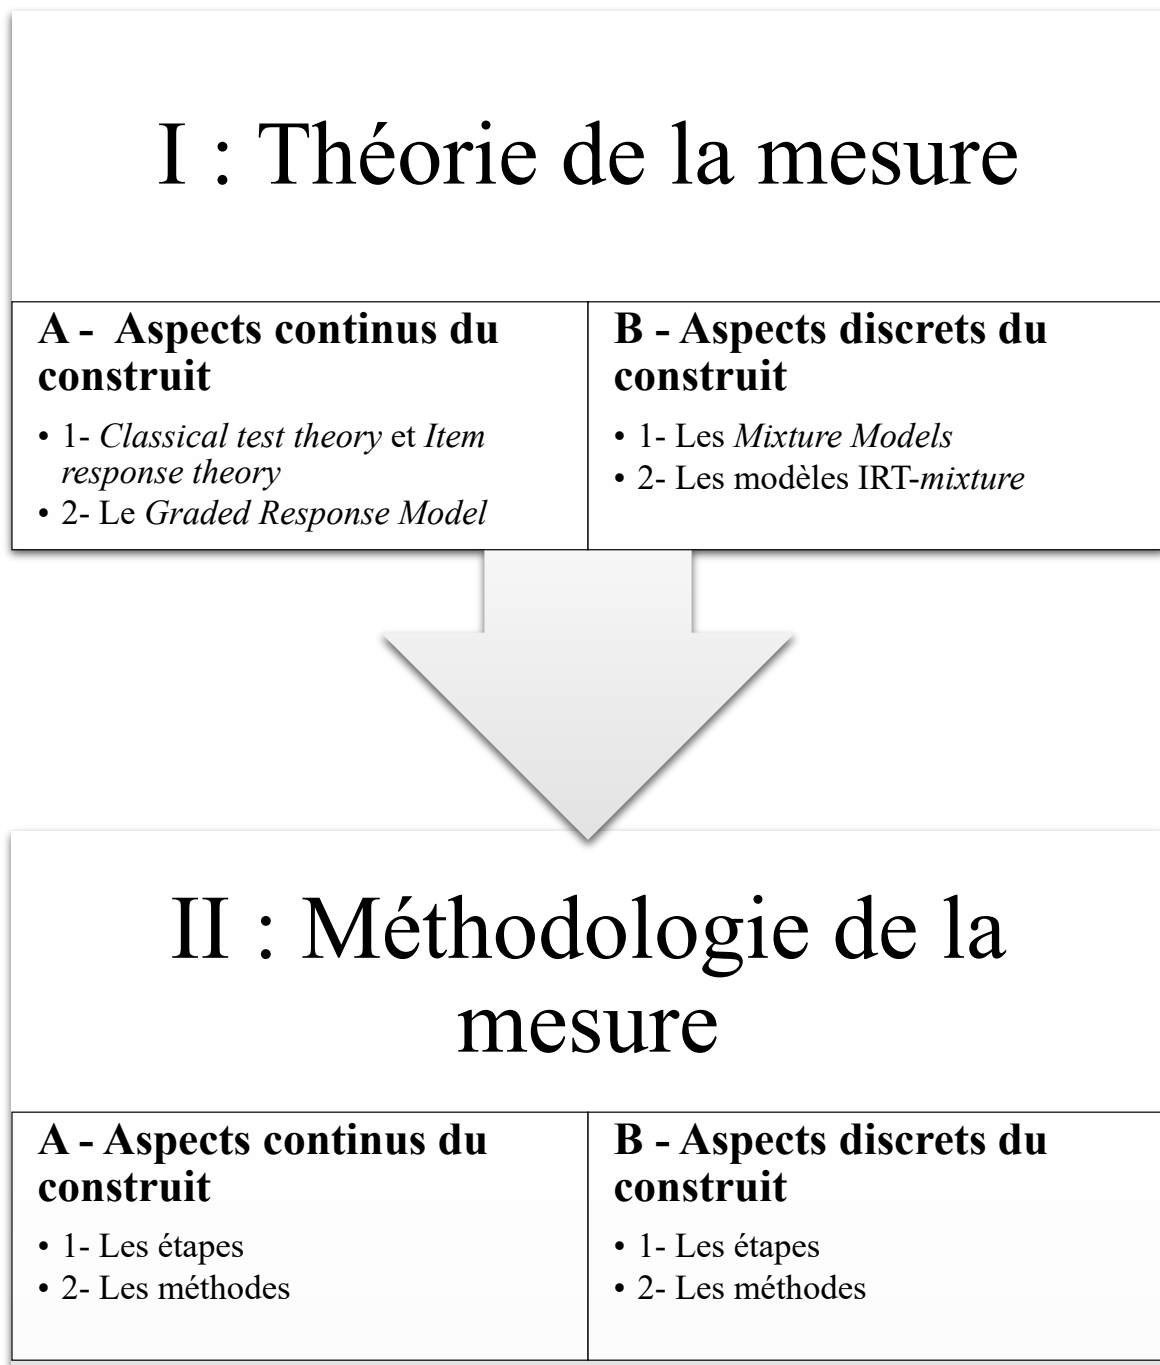 I : Théorie de la mesure
A -  Aspects continus du
construit
• 1- Classical test theory et Item
response theory
• 2- Le Graded Response Model
B - Aspects discrets du
construit
• 1- Les Mixture Models
• 2- Les modèles IRT-mixture
II : Méthodologie de la
mesure
A - Aspects continus du
construit
• 1- Les étapes
• 2- Les méthodes
B - Aspects discrets du
construit
• 1- Les étapes
• 2- Les méthodes